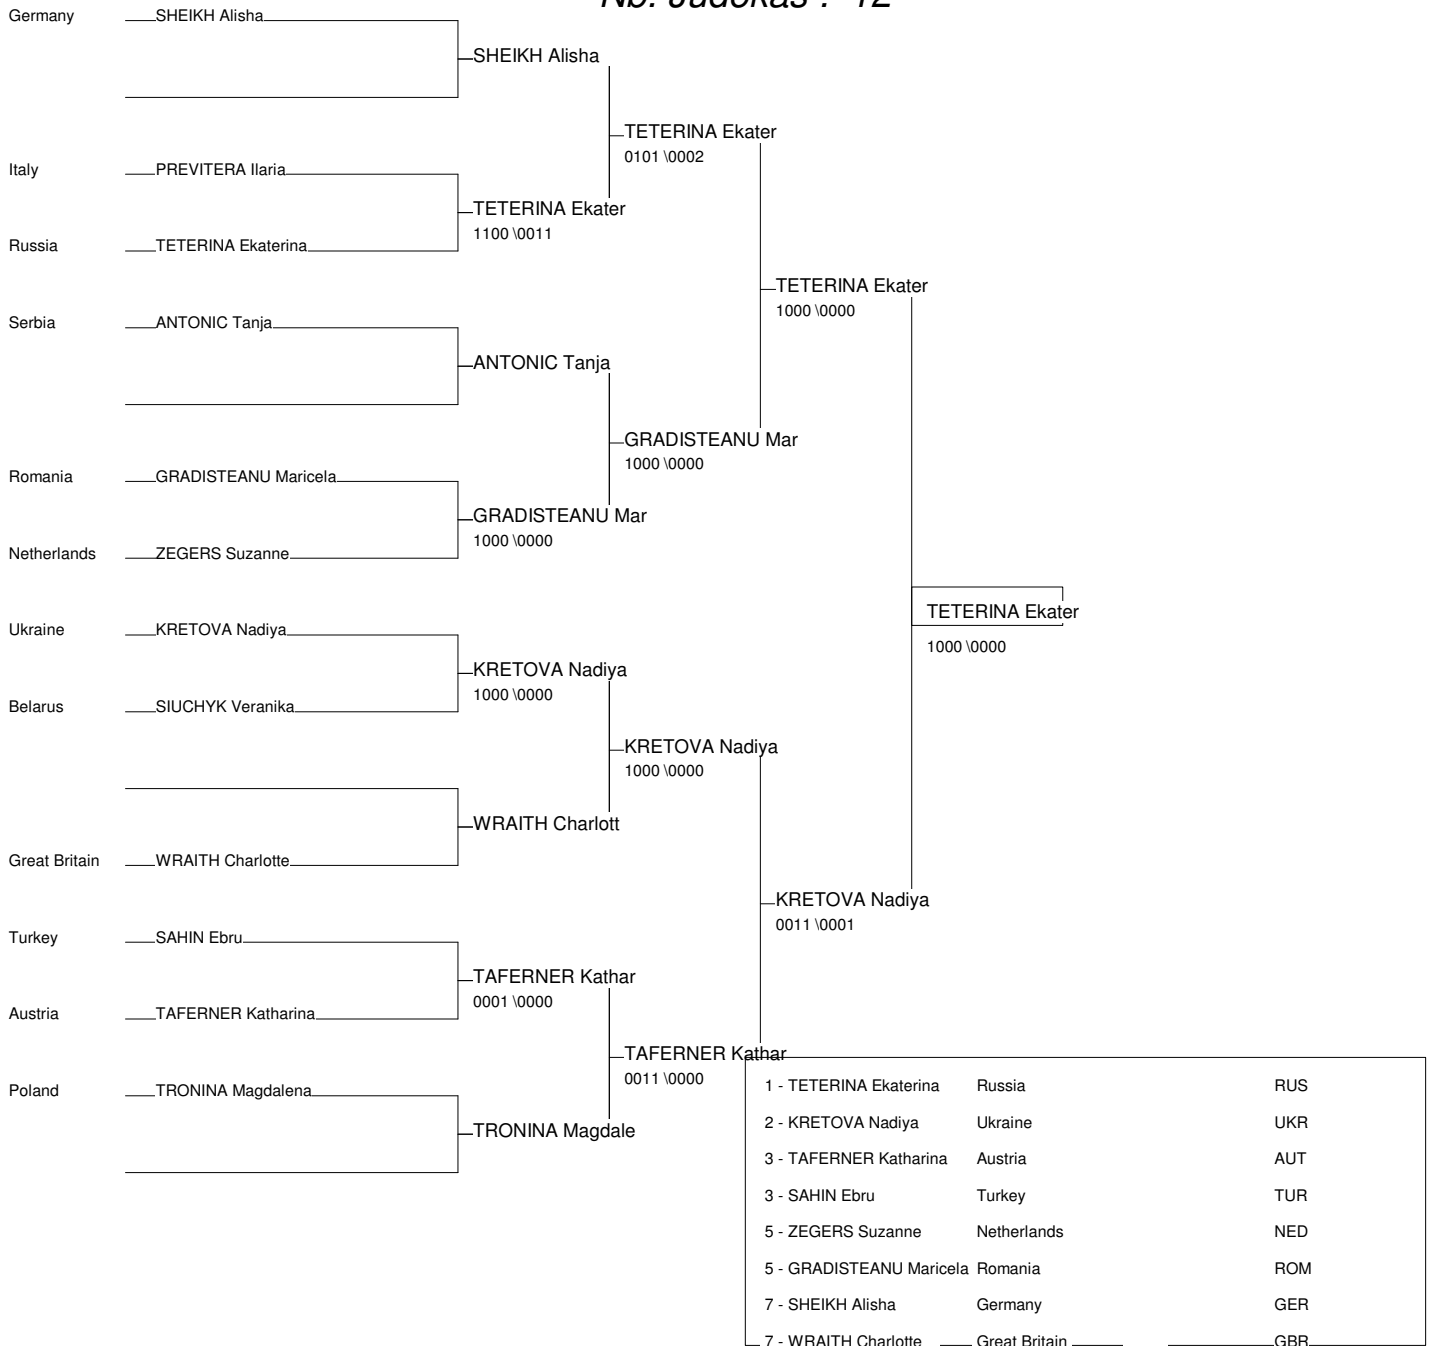 Nb. Judokas : 12
Germany SHEIKH Alisha
SHEIKH Alisha
TETERINA Ekater
0101 \0002
Italy PREVITERA Ilaria
TETERINA Ekater
1100 \0011
Russia TETERINA Ekaterina
TETERINA Ekater
1000 \0000
Serbia ANTONIC Tanja
ANTONIC Tanja
GRADISTEANU Mar
1000 \0000
Romania GRADISTEANU Maricela
GRADISTEANU Mar
1000 \0000
Netherlands ZEGERS Suzanne
TETERINA Ekater
1000 \0000
Ukraine KRETOVA Nadiya
KRETOVA Nadiya
1000 \0000
Belarus SIUCHYK Veranika
KRETOVA Nadiya
1000 \0000
WRAITH Charlott
Great Britain WRAITH Charlotte
KRETOVA Nadiya
0011 \0001
Turkey SAHIN Ebru
TAFERNER Kathar
0001 \0000
Austria TAFERNER Katharina
TAFERNER Kathar
0011 \0000
Poland TRONINA Magdalena
TRONINA Magdale
1 - TETERINA Ekaterina Russia RUS
2 - KRETOVA Nadiya Ukraine UKR
3 - TAFERNER Katharina Austria AUT
3 - SAHIN Ebru Turkey TUR
5 - ZEGERS Suzanne Netherlands NED
5 - GRADISTEANU Maricela Romania ROM
7 - SHEIKH Alisha Germany GER
7 - WRAITH Charlotte Great Britain GBR